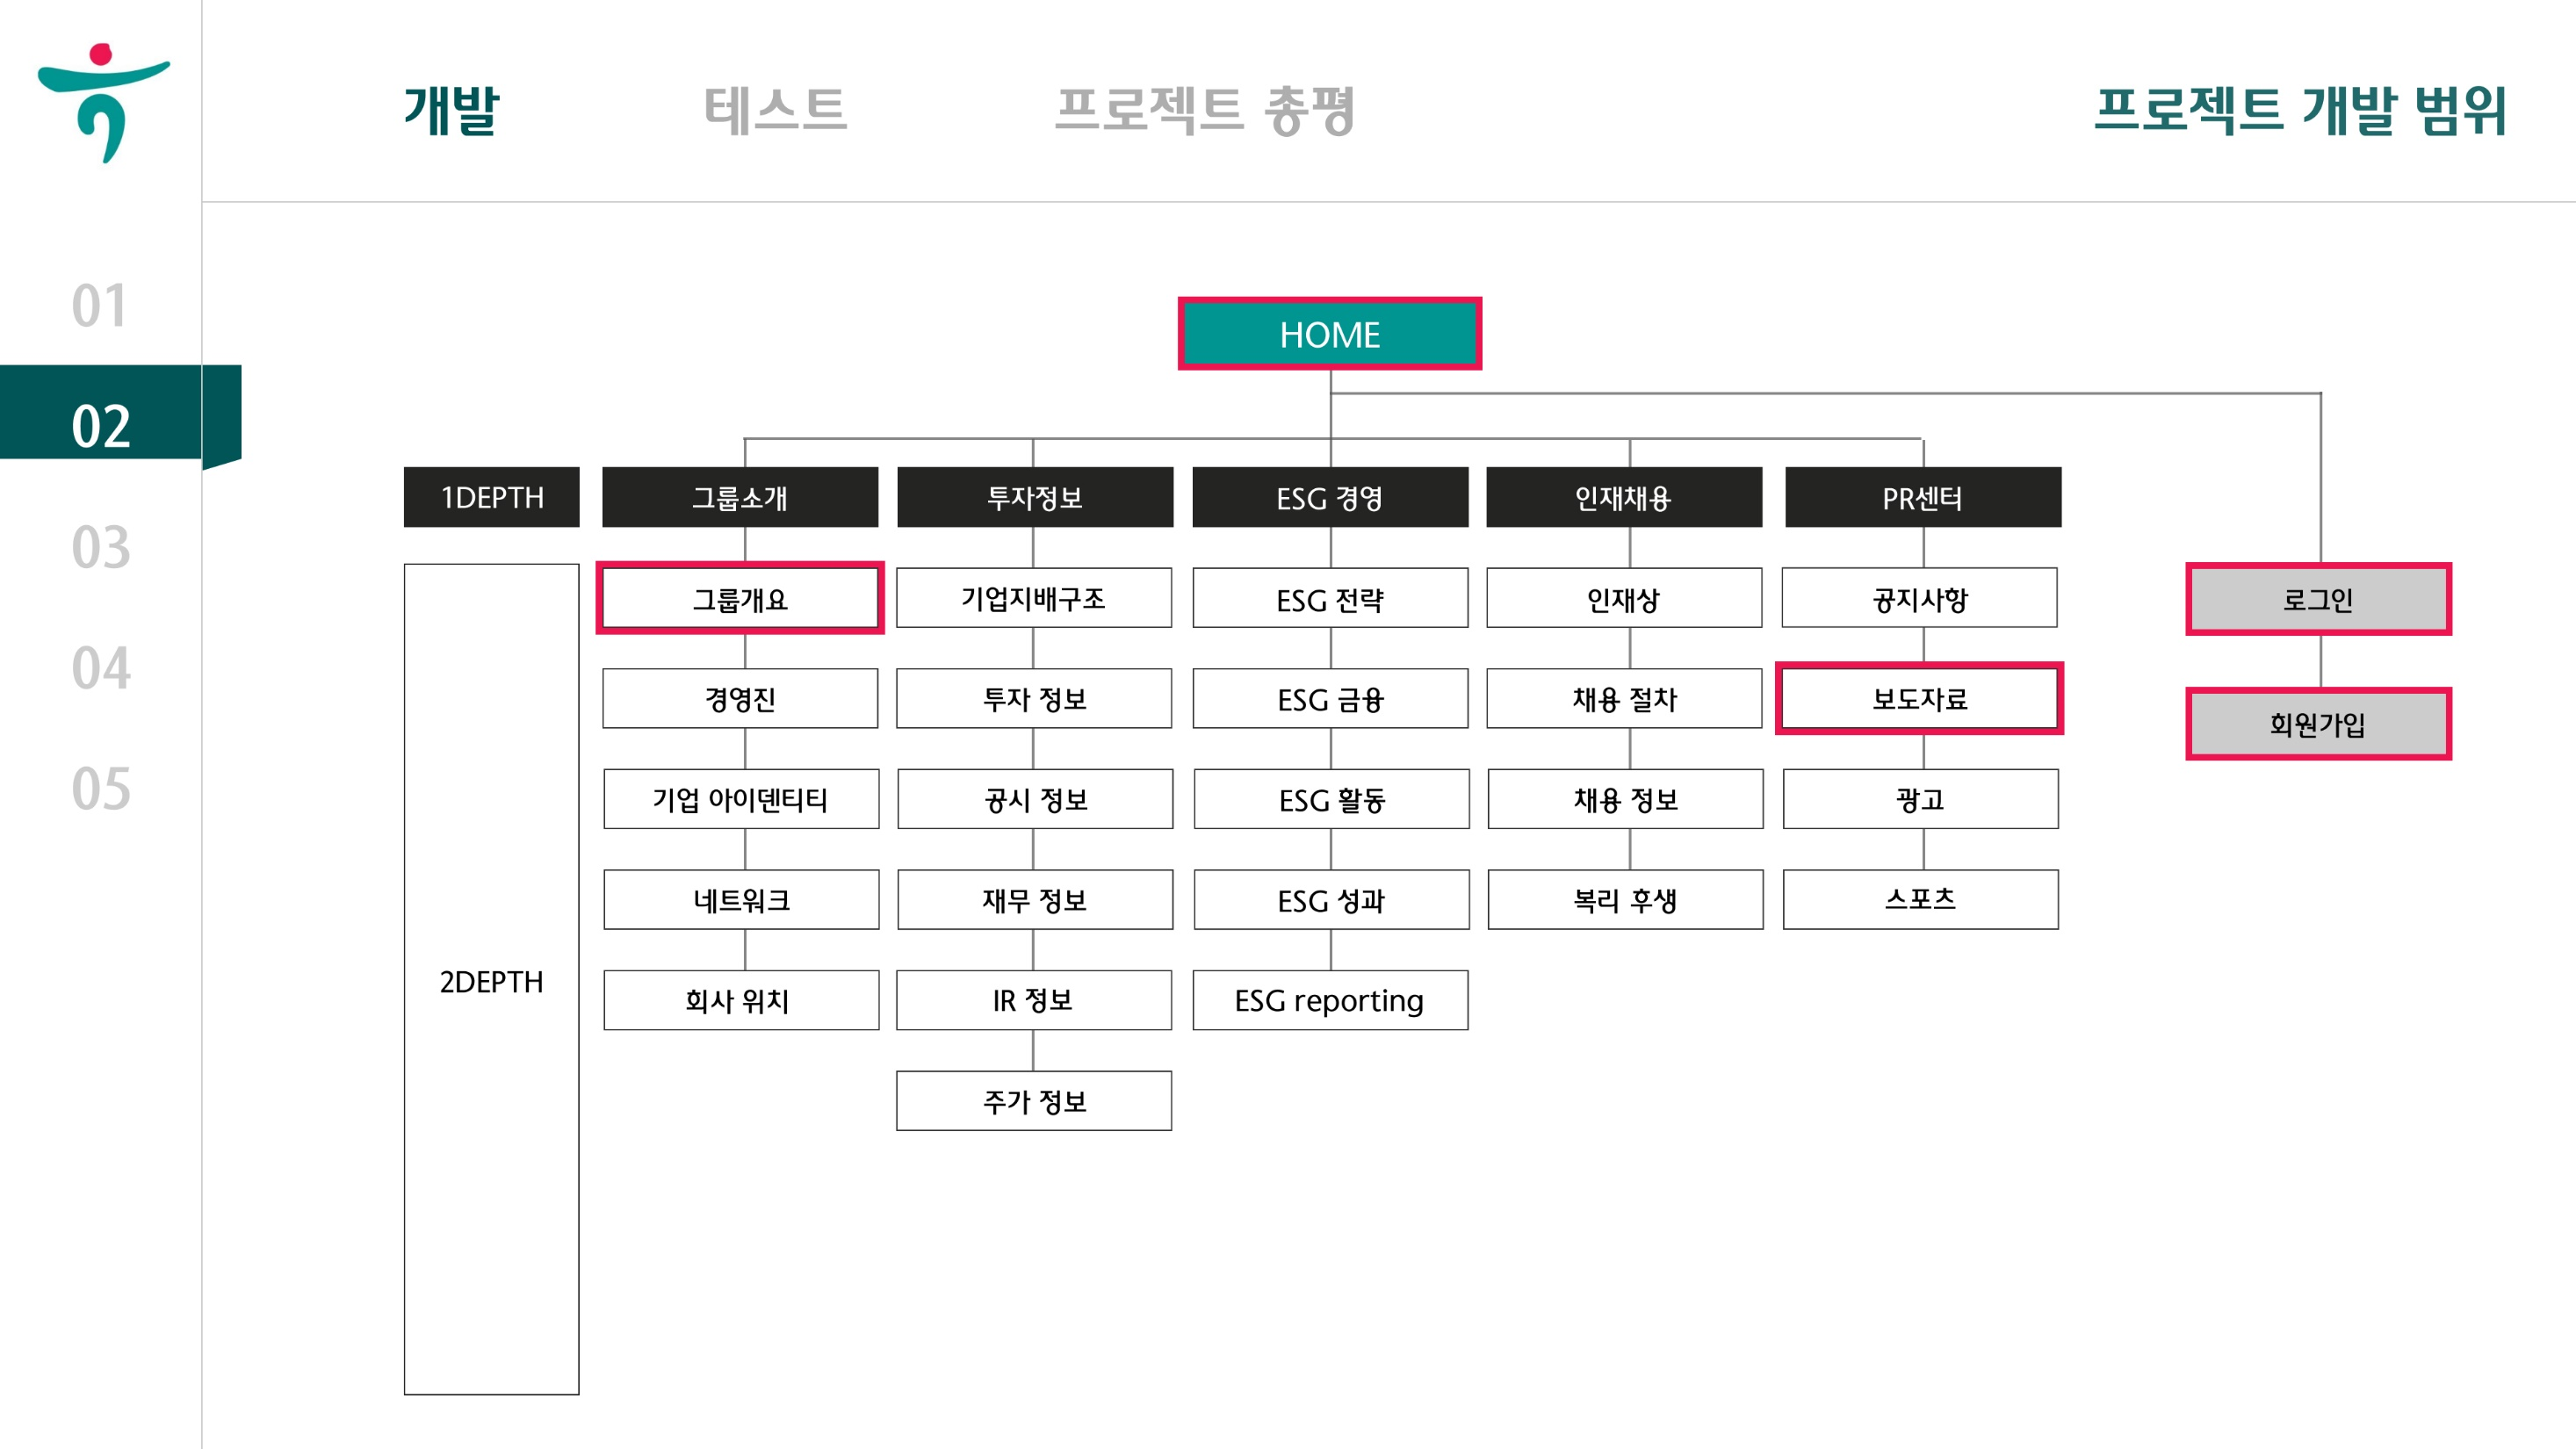 개발 테스트 프로젝트 총평 프로젝트 개발 범위
01
02
03
04
05
HOME
1DEPTH 그룹소개 투자정보 ESG 경영 인재채용 PR센터
2DEPTH
그룹개요 기업지배구조 ESG 전략 인재상 공지사항 로그인
경영진 투자 정보 ESG 금융 채용 절차 보도자료 회원가입
기업 아이덴티티 공시 정보 ESG 활동 채용 정보 광고
네트워크 재무 정보 ESG 성과 복리 후생 스포츠
회사 위치 IR 정보 ESG reporting
주가 정보